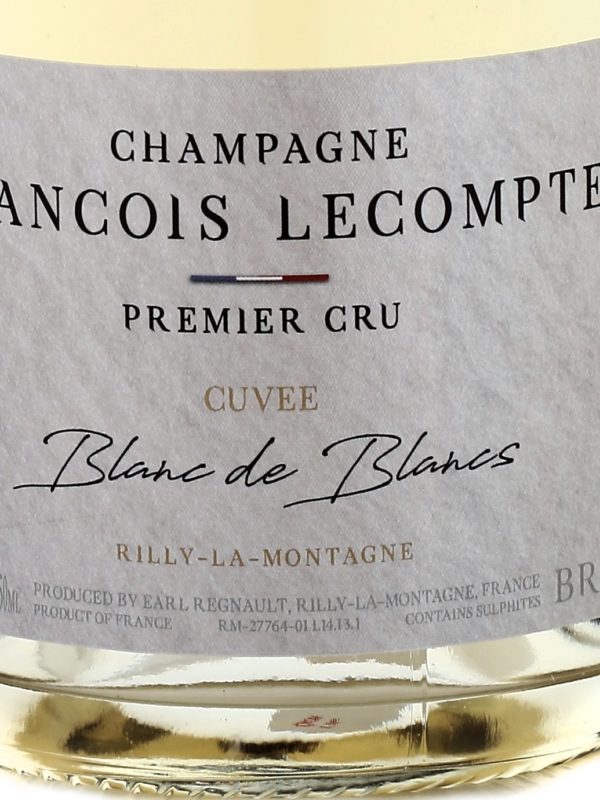 CHAMPAGNE
ANCOIS LECOMPTE
PREMIER CRU
CUVEE
Blanc de Blancs
RILLY-LA-MONTAGNE
50ML PRODUCED BY EARL REGNAULT, RILLY-LA-MONTAGNE, FRANCE BR
PRODUCT OF FRANCE RM-27764-01 L.14.13.1 CONTAINS SULPHITES